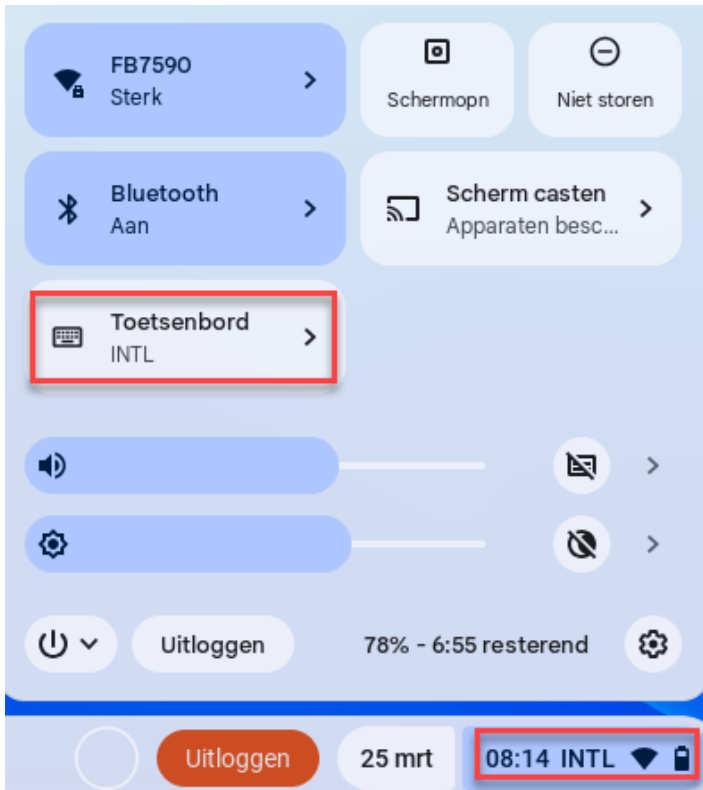 FB7590
Sterk
Schermopn
Niet storen
Bluetooth
Aan
Scherm casten
Apparaten besc...
Toetsenbord
INTL
Uitloggen
78% - 6:55 resterend
Uitloggen
25 mrt
08:14 INTL